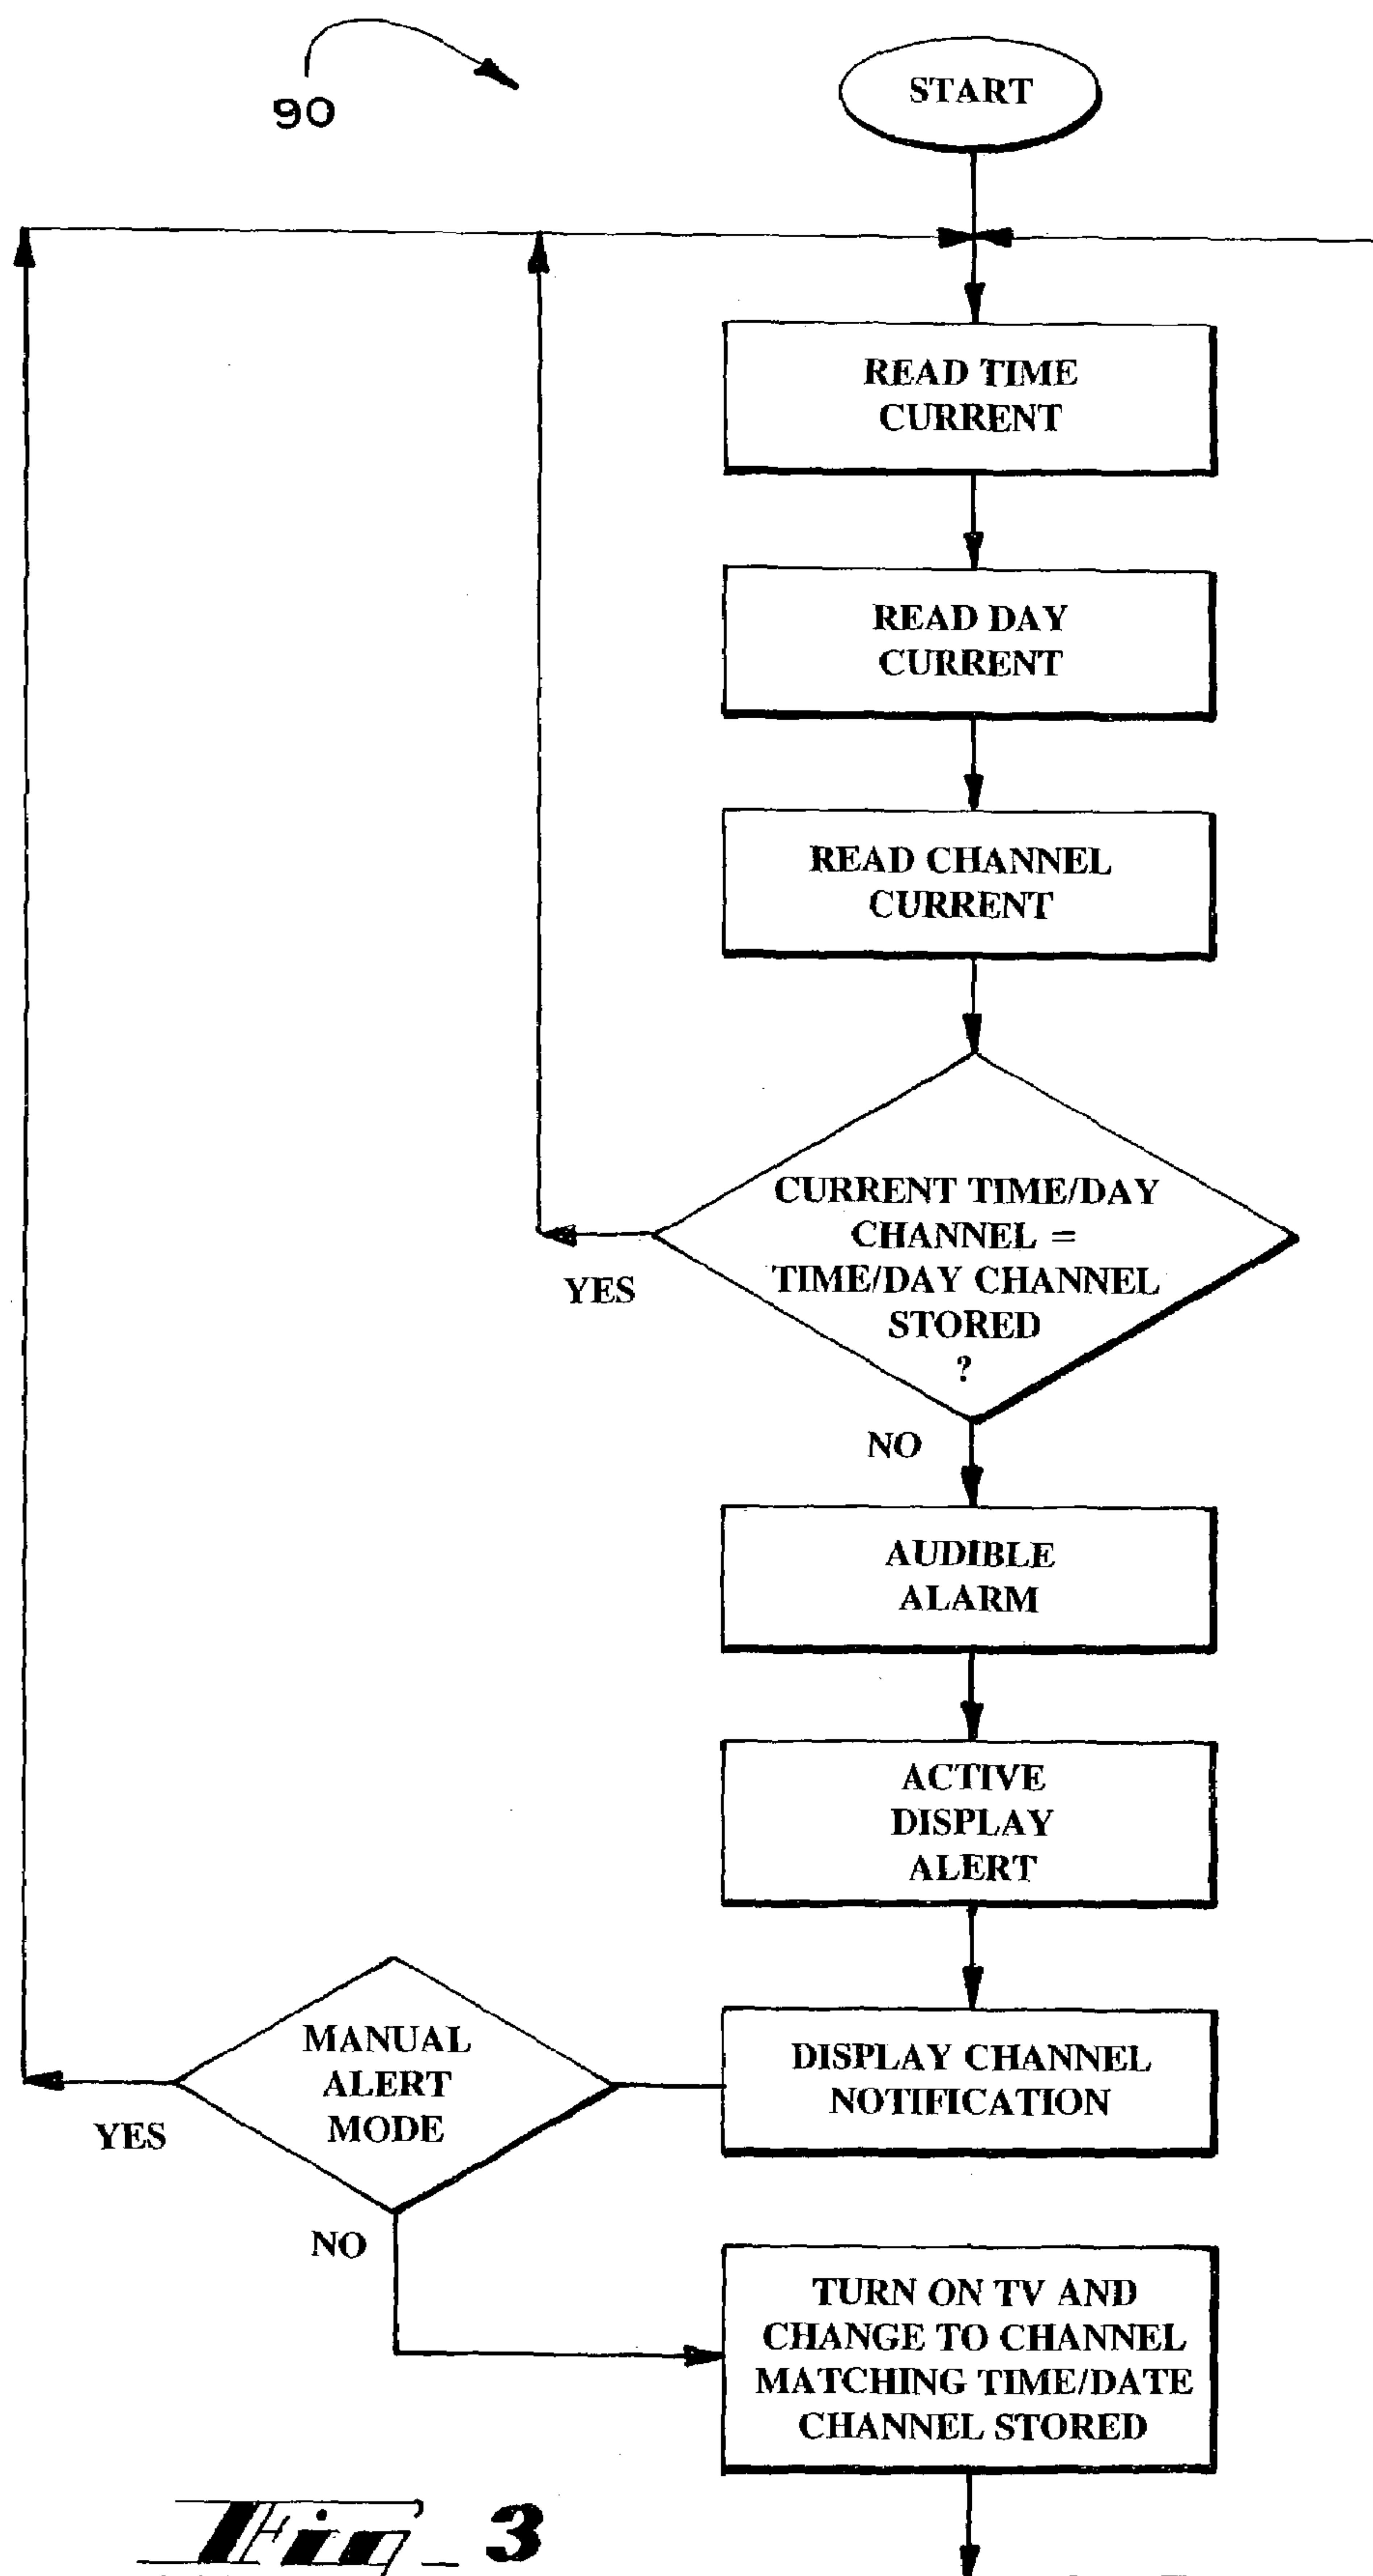 90
START
READ TIME
CURRENT
READ DAY
CURRENT
READ CHANNEL
CURRENT
CURRENT TIME/DAY
CHANNEL =
TIME/DAY CHANNEL
STORED
?
YES
NO
AUDIBLE
ALARM
ACTIVE
DISPLAY
ALERT
DISPLAY CHANNEL
NOTIFICATION
MANUAL
ALERT
MODE
YES
NO
TURN ON TV AND
CHANGE TO CHANNEL
MATCHING TIME/DATE
CHANNEL STORED
Fig 3